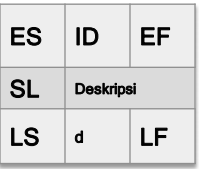 ES ID EF
SL Deskripsi
LS d LF